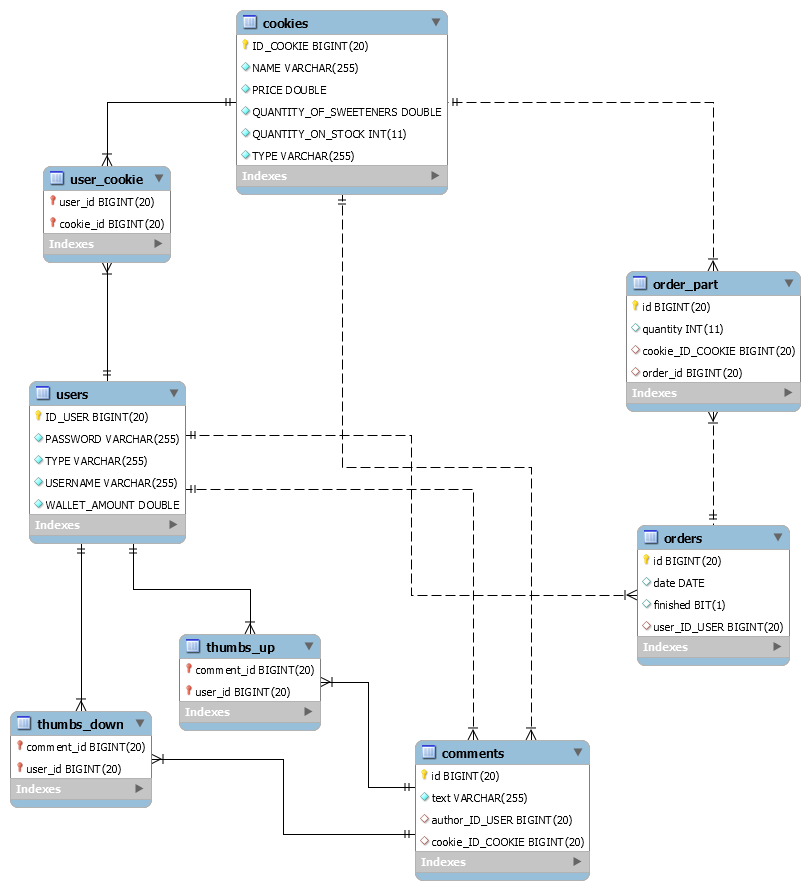 cookies
ID_COOKIE BIGINT(20)
NAME VARCHAR(255)
PRICE DOUBLE
QUANTITY_OF_SWEETENERS DOUBLE
QUANTITY_ON_STOCK INT(11)
TYPE VARCHAR(255)
Indexes
user_cookie
user_id BIGINT(20)
cookie_id BIGINT(20)
Indexes
order_part
id BIGINT(20)
quantity INT(11)
cookie_ID_COOKIE BIGINT(20)
order_id BIGINT(20)
Indexes
users
ID_USER BIGINT(20)
PASSWORD VARCHAR(255)
TYPE VARCHAR(255)
USERNAME VARCHAR(255)
WALLET_AMOUNT DOUBLE
Indexes
orders
id BIGINT(20)
date DATE
finished BIT(1)
user_ID_USER BIGINT(20)
Indexes
thumbs_up
comment_id BIGINT(20)
user_id BIGINT(20)
Indexes
thumbs_down
comment_id BIGINT(20)
user_id BIGINT(20)
Indexes
comments
id BIGINT(20)
text VARCHAR(255)
author_ID_USER BIGINT(20)
cookie_ID_COOKIE BIGINT(20)
Indexes